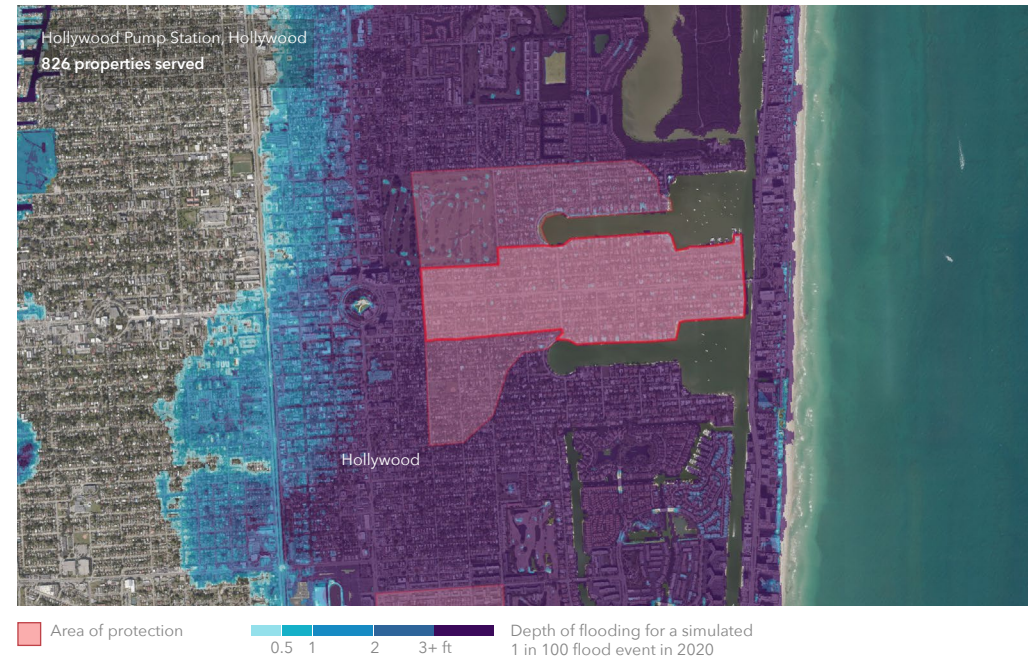 Hollywood Pump Station, Hollywood
826 properties served
Hollywood
Area of protection
0.5 1 2 3+ ft
Depth of flooding for a simulated
1 in 100 flood event in 2020